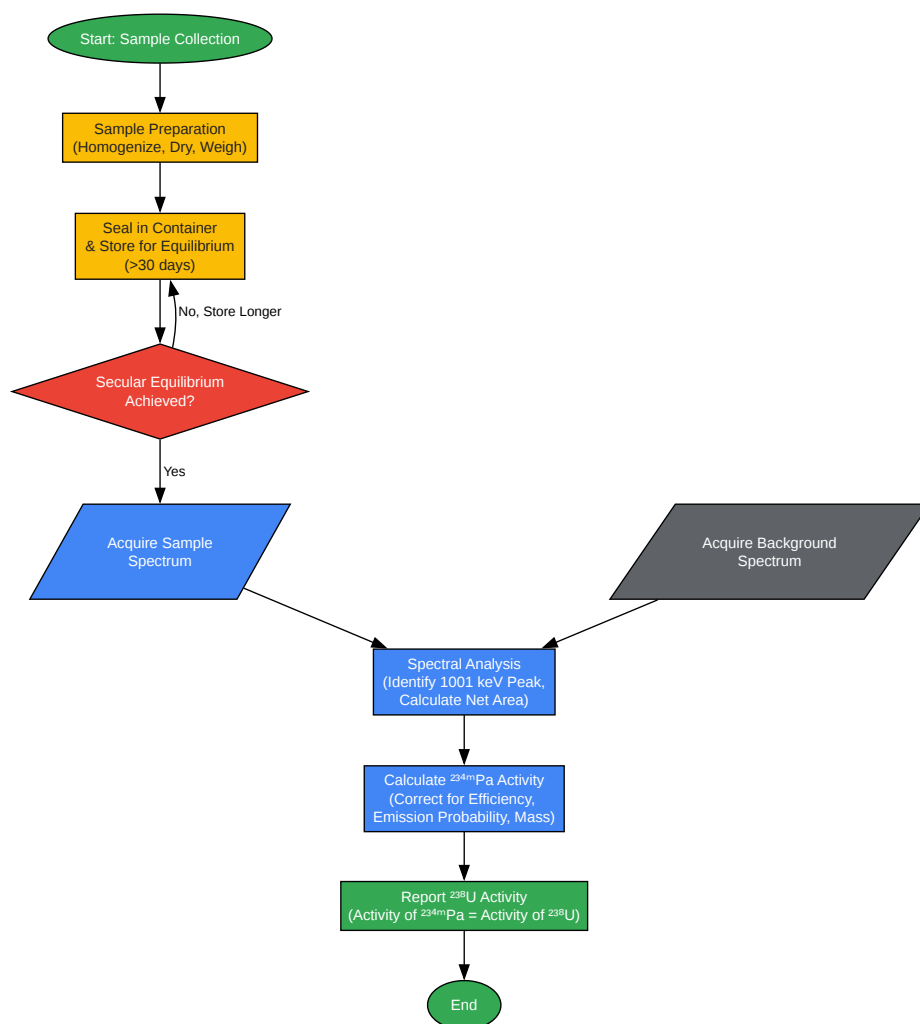 Start: Sample Collection
Sample Preparation
(Homogenize, Dry, Weigh)
Seal in Container
& Store for Equilibrium
(>30 days)
No, Store Longer
Secular Equilibrium
Achieved?
Yes
Acquire Sample
Spectrum
Acquire Background
Spectrum
Spectral Analysis
(Identify 1001 keV Peak,
Calculate Net Area)
Calculate ²³⁴ᵐPa Activity
(Correct for Efficiency,
Emission Probability, Mass)
Report ²³⁸U Activity
(Activity of ²³⁴ᵐPa = Activity of ²³⁸U)
End